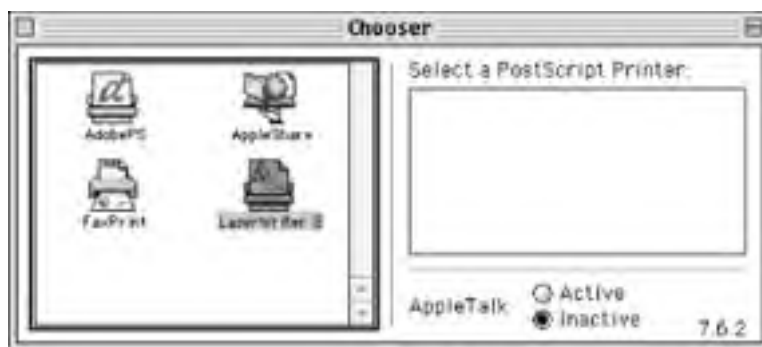 Chooser
Select a PostScript Printer:
AdobePS
AppleShare
FaxPrint
LaserWriter 8
AppleTalk
Active
Inactive
7.6.2